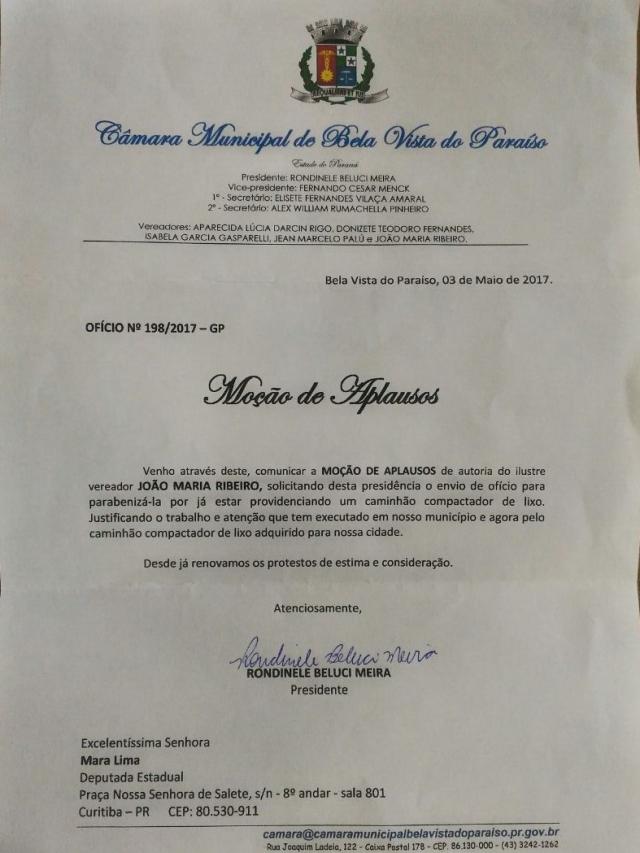 Câmara Municipal de Bela Vista do Paraíso
Estado do Paraná
Presidente: RONDINELE BELUCI MEIRA
Vice-presidente: FERNANDO CESAR MENCK
1º - Secretário: ELISETE FERNANDES VILAÇA AMARAL
2º - Secretário: ALEX WILLIAM RUMACHELLA PINHEIRO
Vereadores: APARECIDA LÚCIA DARCIN RIGO, DONIZETE TEODORO FERNANDES,
ISABELA GARCIA GASPARELLI, JEAN MARCELO PALÚ e JOÃO MARIA RIBEIRO.
Bela Vista do Paraíso, 03 de Maio de 2017.
OFÍCIO Nº 198/2017 – GP
Moção de Aplausos
Venho através deste, comunicar a MOÇÃO DE APLAUSOS de autoria do ilustre
vereador JOÃO MARIA RIBEIRO, solicitando desta presidência o envio de ofício para
parabenizá-la por já estar providenciando um caminhão compactador de lixo.
Justificando o trabalho e atenção que tem executado em nosso município e agora pelo
caminhão compactador de lixo adquirido para nossa cidade.
Desde já renovamos os protestos de estima e consideração.
Atenciosamente,
Rondinele Beluci Meira
RONDINELE BELUCI MEIRA
Presidente
Excelentíssima Senhora
Mara Lima
Deputada Estadual
Praça Nossa Senhora de Salete, s/n - 8º andar - sala 801
Curitiba – PR CEP: 80.530-911
camara@camaramunicipalbelavistadoparaiso.pr.gov.br
Rua Joaquim Ladeia, 122 - Caixa Postal 178 - CEP: 86.130-000 - (43) 3242-1262